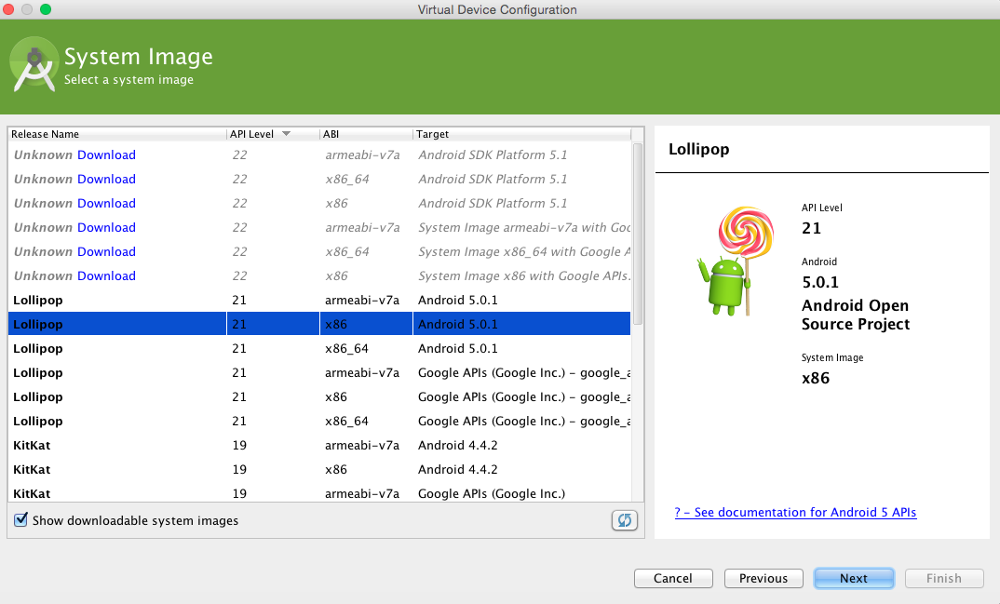 Virtual Device Configuration
System Image
Select a system image
Release Name API Level ABI Target
Unknown Download 22 armeabi-v7a Android SDK Platform 5.1
Unknown Download 22 x86_64 Android SDK Platform 5.1
Unknown Download 22 x86 Android SDK Platform 5.1
Unknown Download 22 armeabi-v7a System Image armeabi-v7a with Goo
Unknown Download 22 x86_64 System Image x86_64 with Google A
Unknown Download 22 x86 System Image x86 with Google APIs.
Lollipop 21 armeabi-v7a Android 5.0.1
Lollipop 21 x86 Android 5.0.1
Lollipop 21 x86_64 Android 5.0.1
Lollipop 21 armeabi-v7a Google APIs (Google Inc.) - google_a
Lollipop 21 x86 Google APIs (Google Inc.) - google_a
Lollipop 21 x86_64 Google APIs (Google Inc.) - google_a
KitKat 19 armeabi-v7a Android 4.4.2
KitKat 19 x86 Android 4.4.2
KitKat 19 armeabi-v7a Google APIs (Google Inc.)
Show downloadable system images
Lollipop
API Level
21
Android
5.0.1
Android Open
Source Project
System Image
x86
? - See documentation for Android 5 APIs
Cancel Previous Next Finish